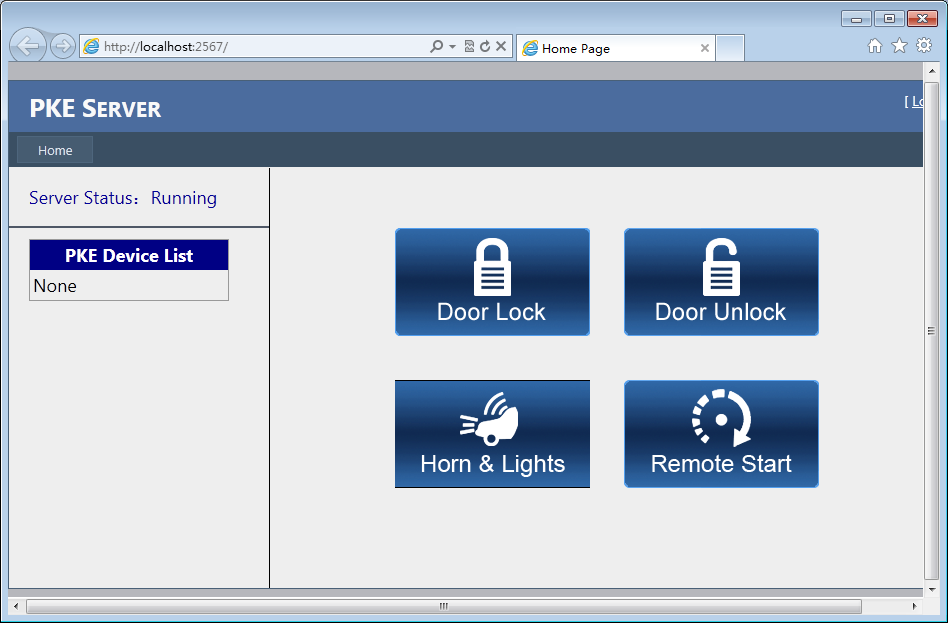 http://localhost:2567/
Home Page
PKE SERVER
[ Lo
Home
Server Status: Running
PKE Device List
None
Door Lock
Door Unlock
Horn & Lights
Remote Start